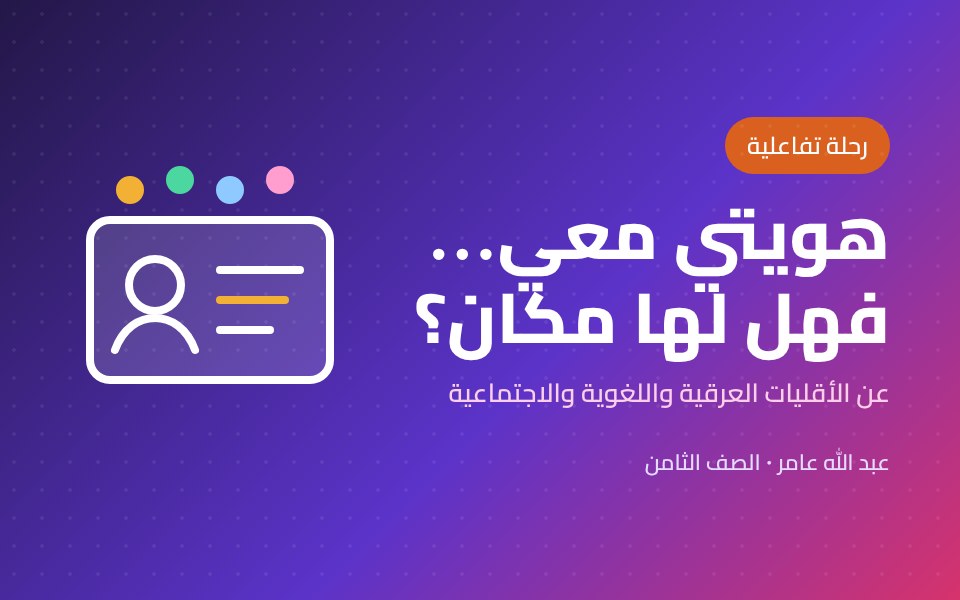 رحلة تفاعلية
هويتي معي...
فهل لها مكان؟
عن الأقليات العرقية واللغوية والاجتماعية
عبد الله عامر · الصف الثامن